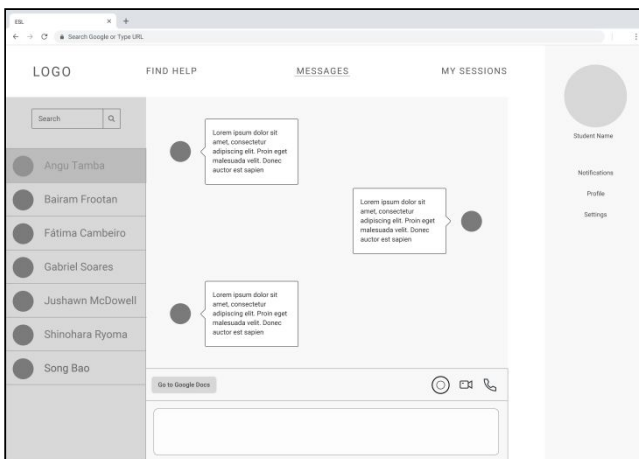 ESL
Search Google or Type URL
LOGO
FIND HELP
MESSAGES
MY SESSIONS
Search
Angu Tamba
Bairam Frootan
Fátima Cambeiro
Gabriel Soares
Jushawn McDowell
Shinohara Ryoma
Song Bao
Lorem ipsum dolor sit
amet, consectetur
adipiscing elit. Proin eget
malesuada velit. Donec
auctor est sapien
Lorem ipsum dolor sit
amet, consectetur
adipiscing elit. Proin eget
malesuada velit. Donec
auctor est sapien
Lorem ipsum dolor sit
amet, consectetur
adipiscing elit. Proin eget
malesuada velit. Donec
auctor est sapien
Go to Google Docs
Student Name
Notifications
Profile
Settings